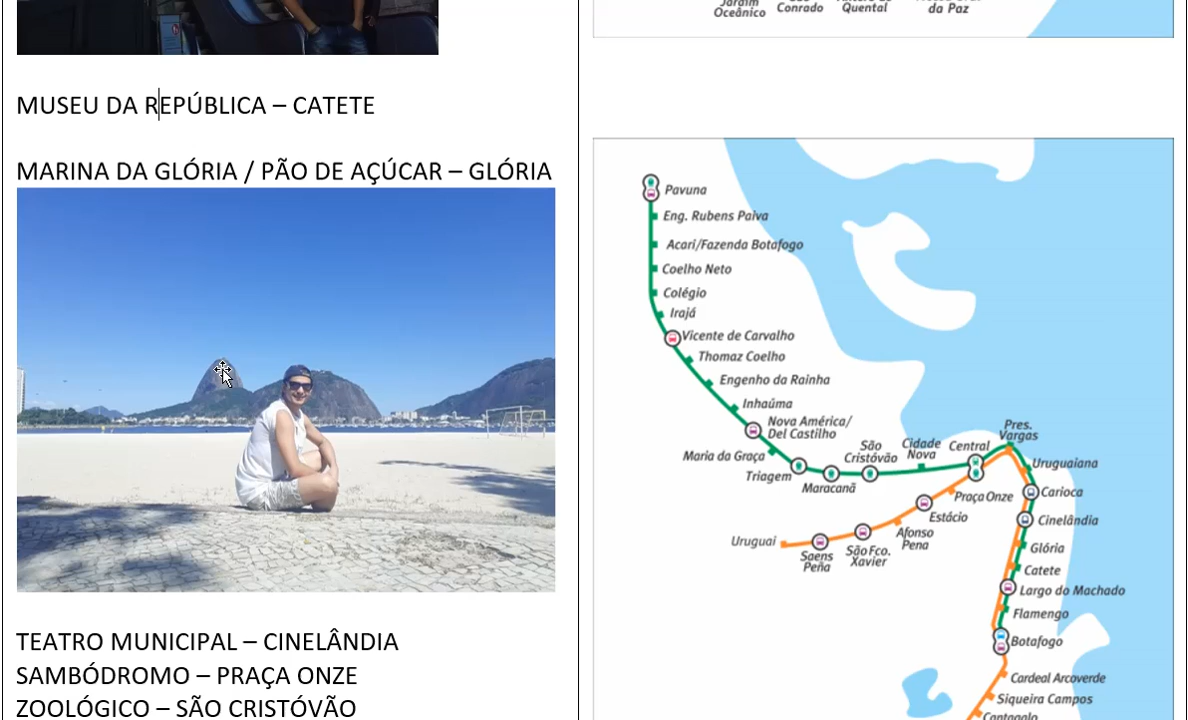 MUSEU DA REPÚBLICA – CATETE
MARINA DA GLÓRIA / PÃO DE AÇÚCAR – GLÓRIA
TEATRO MUNICIPAL – CINELÂNDIA
SAMBÓDROMO – PRAÇA ONZE
ZOOLÓGICO – SÃO CRISTÓVÃO
Jardim
Oceânico
São
Conrado
Quental
da Paz
Pavuna
Eng. Rubens Paiva
Acari/Fazenda Botafogo
Coelho Neto
Colégio
Irajá
Vicente de Carvalho
Thomaz Coelho
Engenho da Rainha
Inhaúma
Nova América/
Del Castilho
Maria da Graça
Triagem
Maracanã
São
Cristóvão
Cidade
Nova
Central
Pres.
Vargas
Uruguaiana
Carioca
Cinelândia
Praça Onze
Estácio
Afonso
Pena
São Fco.
Xavier
Saens
Peña
Uruguai
Glória
Catete
Largo do Machado
Flamengo
Botafogo
Cardeal Arcoverde
Siqueira Campos
Cantagalo